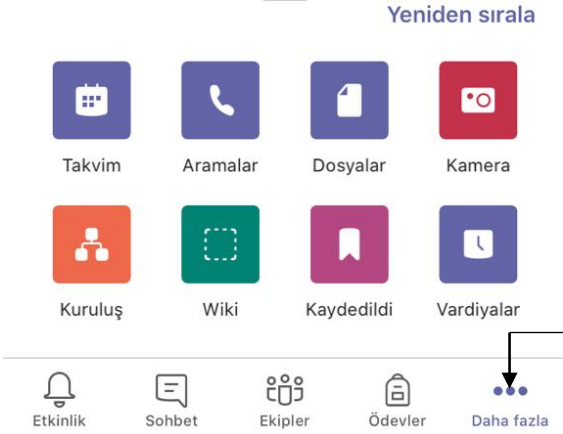 Yeniden sırala
Takvim Aramalar Dosyalar Kamera
Kuruluş Wiki Kaydedildi Vardiyalar
Etkinlik Sohbet Ekipler Ödevler Daha fazla